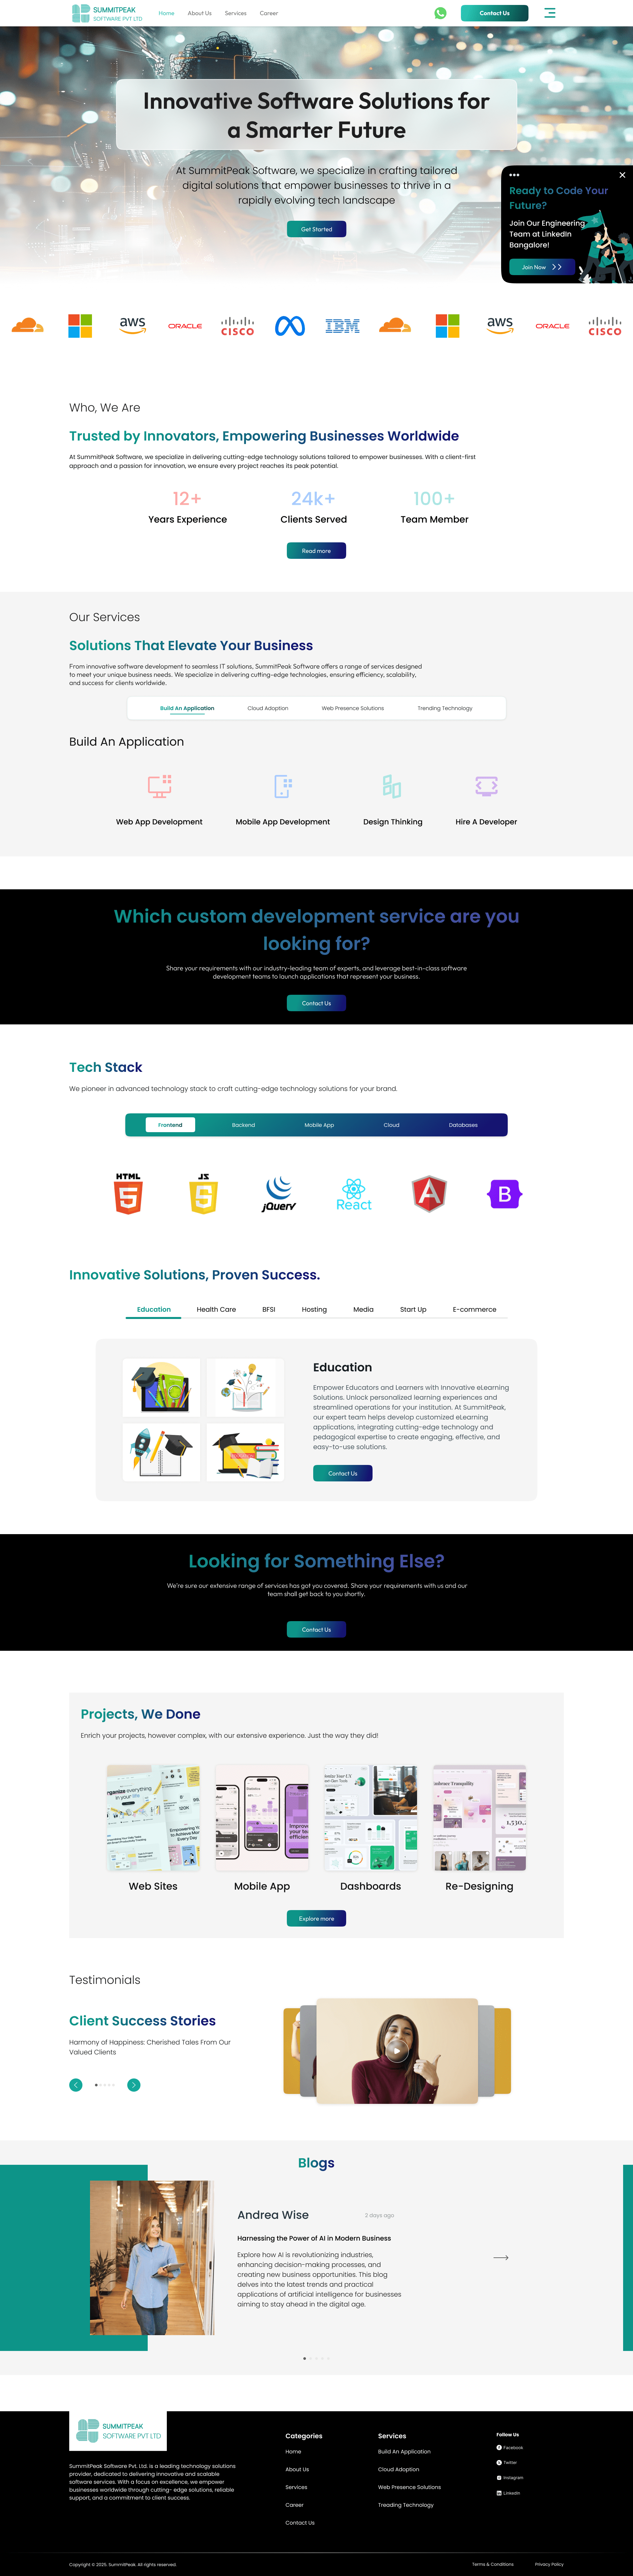 SUMMITPEAK
SOFTWARE PVT LTD
Home
About Us
Services
Career
Contact Us
Innovative Software Solutions for
a Smarter Future
At SummitPeak Software, we specialize in crafting tailored
digital solutions that empower businesses to thrive in a
rapidly evolving tech landscape
Get Started
Ready to Code Your
Future?
Join Our Engineering
Team at LinkedIn
Bangalore!
Join Now
aws
ORACLE
CISCO
IBM
aws
ORACLE
CISCO
Who, We Are
Trusted by Innovators, Empowering Businesses Worldwide
At SummitPeak Software, we specialize in delivering cutting-edge technology solutions tailored to empower businesses. With a client-first
approach and a passion for innovation, we ensure every project reaches its peak potential.
12+
24k+
100+
Years Experience
Clients Served
Team Member
Read more
Our Services
Solutions That Elevate Your Business
From innovative software development to seamless IT solutions, SummitPeak Software offers a range of services designed
to meet your unique business needs. We specialize in delivering cutting-edge technologies, ensuring efficiency, scalability,
and success for clients worldwide.
Build An Application
Cloud Adoption
Web Presence Solutions
Trending Technology
Build An Application
Web App Development
Mobile App Development
Design Thinking
Hire A Developer
Which custom development service are you
looking for?
Share your requirements with our industry-leading team of experts, and leverage best-in-class software
development teams to launch applications that represent your business.
Contact Us
Tech Stack
We pioneer in advanced technology stack to craft cutting-edge technology solutions for your brand.
Frontend
Backend
Mobile App
Cloud
Databases
HTML
5
JS
5
jQuery
React
A
B
Innovative Solutions, Proven Success.
Education
Health Care
BFSI
Hosting
Media
Start Up
E-commerce
Education
Empower Educators and Learners with Innovative eLearning
Solutions. Unlock personalized learning experiences and
streamlined operations for your institution. At SummitPeak,
our expert team helps develop customized eLearning
applications, integrating cutting-edge technology and
pedagogical expertise to create engaging, effective, and
easy-to-use solutions.
Contact Us
Looking for Something Else?
We're sure our extensive range of services has got you covered. Share your requirements with us and our
team shall get back to you shortly.
Contact Us
Projects, We Done
Enrich your projects, however complex, with our extensive experience. Just the way they did!
Web Sites
Mobile App
Dashboards
Re-Designing
Explore more
Testimonials
Client Success Stories
Harmony of Happiness: Cherished Tales From Our
Valued Clients
Blogs
Andrea Wise
2 days ago
Harnessing the Power of AI in Modern Business
Explore how AI is revolutionizing industries,
enhancing decision-making processes, and
creating new business opportunities. This blog
delves into the latest trends and practical
applications of artificial intelligence for businesses
aiming to stay ahead in the digital age.
SUMMITPEAK
SOFTWARE PVT LTD
SummitPeak Software Pvt. Ltd. is a leading technology solutions
provider, dedicated to delivering innovative and scalable
software services. With a focus on excellence, we empower
businesses worldwide through cutting- edge solutions, reliable
support, and a commitment to client success.
Categories
Home
About Us
Services
Career
Contact Us
Services
Build An Application
Cloud Adoption
Web Presence Solutions
Treading Technology
Follow Us
Facebook
Twitter
Instagram
LinkedIn
Copyright © 2025. SummitPeak. All rights reserved.
Terms & Conditions
Privacy Policy